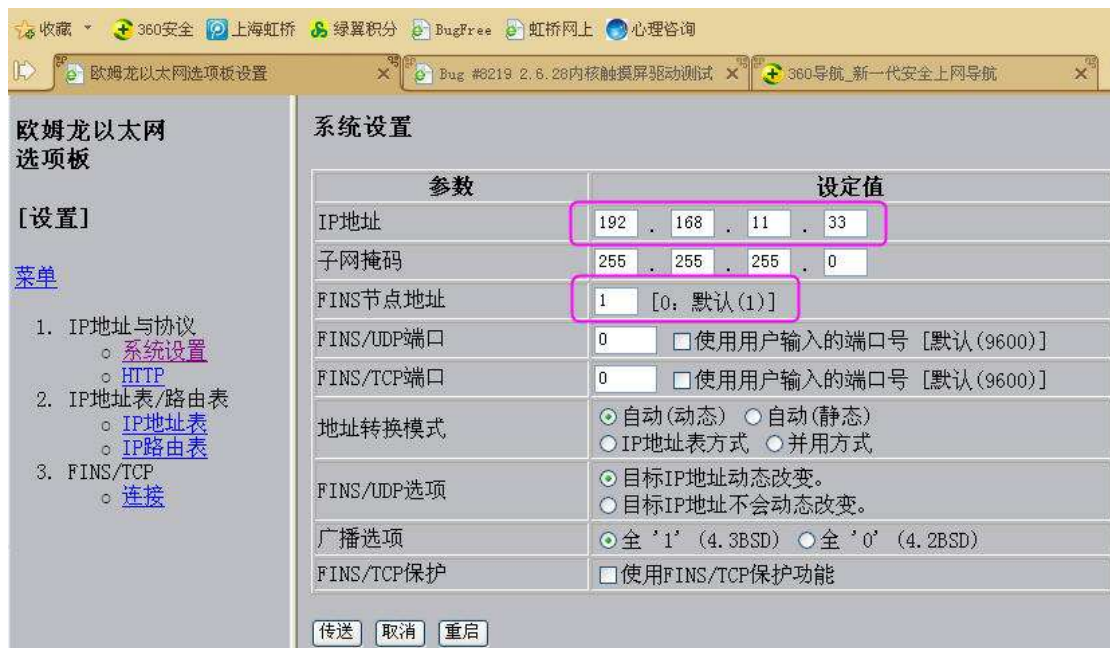 收藏 360安全 上海虹桥 绿翼积分 BugFree 虹桥网上 心理咨询
欧姆龙以太网选项板设置 Bug #8219 2.6.28内核触摸屏驱动测试 360导航_新一代安全上网导航
欧姆龙以太网
选项板
[设置]
菜单
1. IP地址与协议
系统设置
HTTP
2. IP地址表/路由表
IP地址表
IP路由表
3. FINS/TCP
连接
系统设置
参数 设定值
IP地址 192 . 168 . 11 . 33
子网掩码 255 . 255 . 255 . 0
FINS节点地址 1 [0: 默认(1)]
FINS/UDP端口 0 使用用户输入的端口号 [默认(9600)]
FINS/TCP端口 0 使用用户输入的端口号 [默认(9600)]
地址转换模式 自动(动态) 自动(静态)
IP地址表方式 并用方式
FINS/UDP选项 目标IP地址动态改变。
目标IP地址不会动态改变。
广播选项 全 '1' (4.3BSD) 全 '0' (4.2BSD)
FINS/TCP保护 使用FINS/TCP保护功能
传送 取消 重启